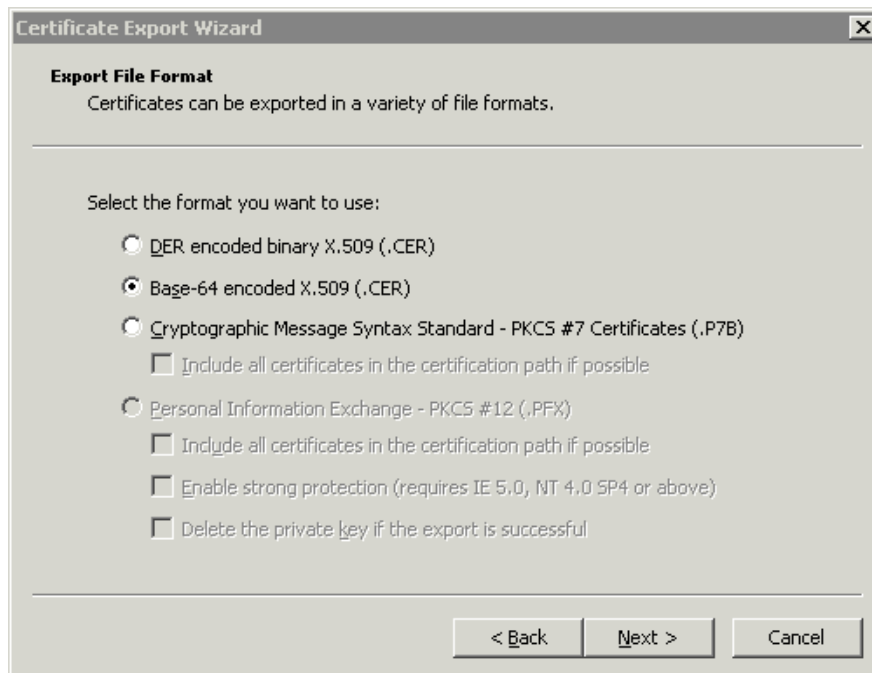 Certificate Export Wizard
Export File Format
Certificates can be exported in a variety of file formats.
Select the format you want to use:
DER encoded binary X.509 (.CER)
Base-64 encoded X.509 (.CER)
Cryptographic Message Syntax Standard - PKCS #7 Certificates (.P7B)
Include all certificates in the certification path if possible
Personal Information Exchange - PKCS #12 (.PFX)
Include all certificates in the certification path if possible
Enable strong protection (requires IE 5.0, NT 4.0 SP4 or above)
Delete the private key if the export is successful
< Back Next > Cancel